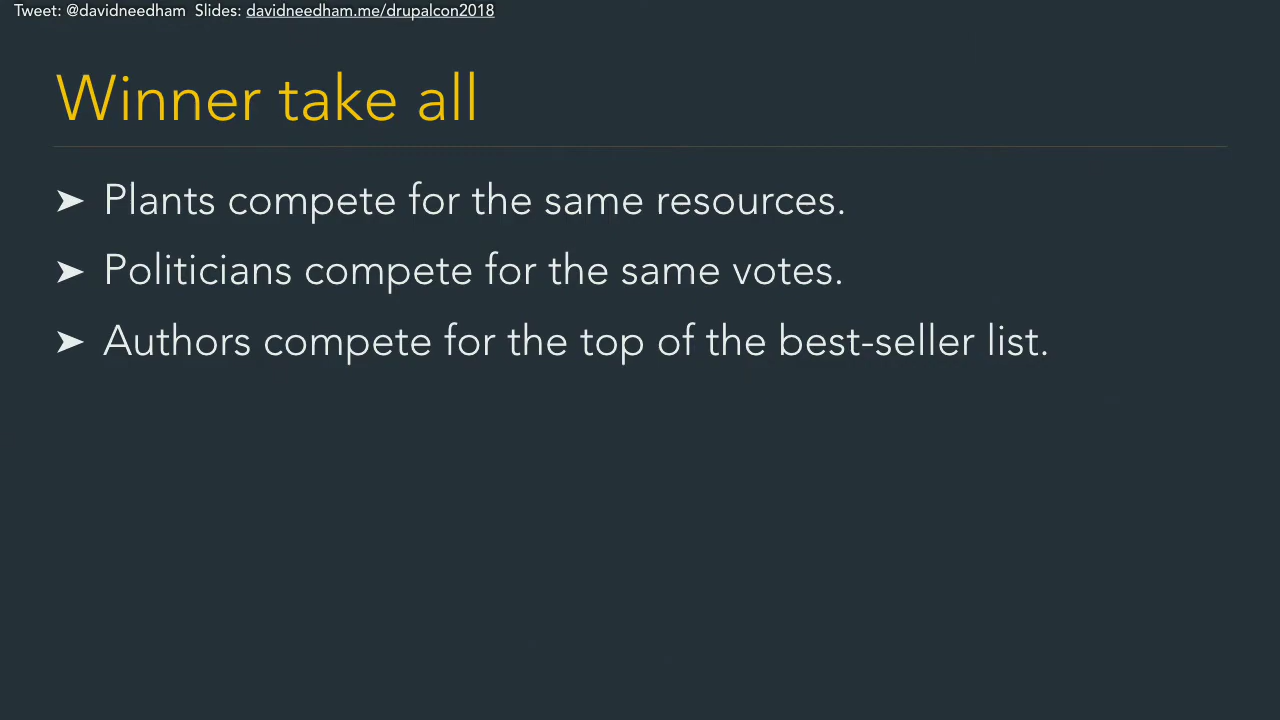 Tweet: @davidneedham Slides: davidneedham.me/drupalcon2018
Winner take all
➤ Plants compete for the same resources.
➤ Politicians compete for the same votes.
➤ Authors compete for the top of the best-seller list.